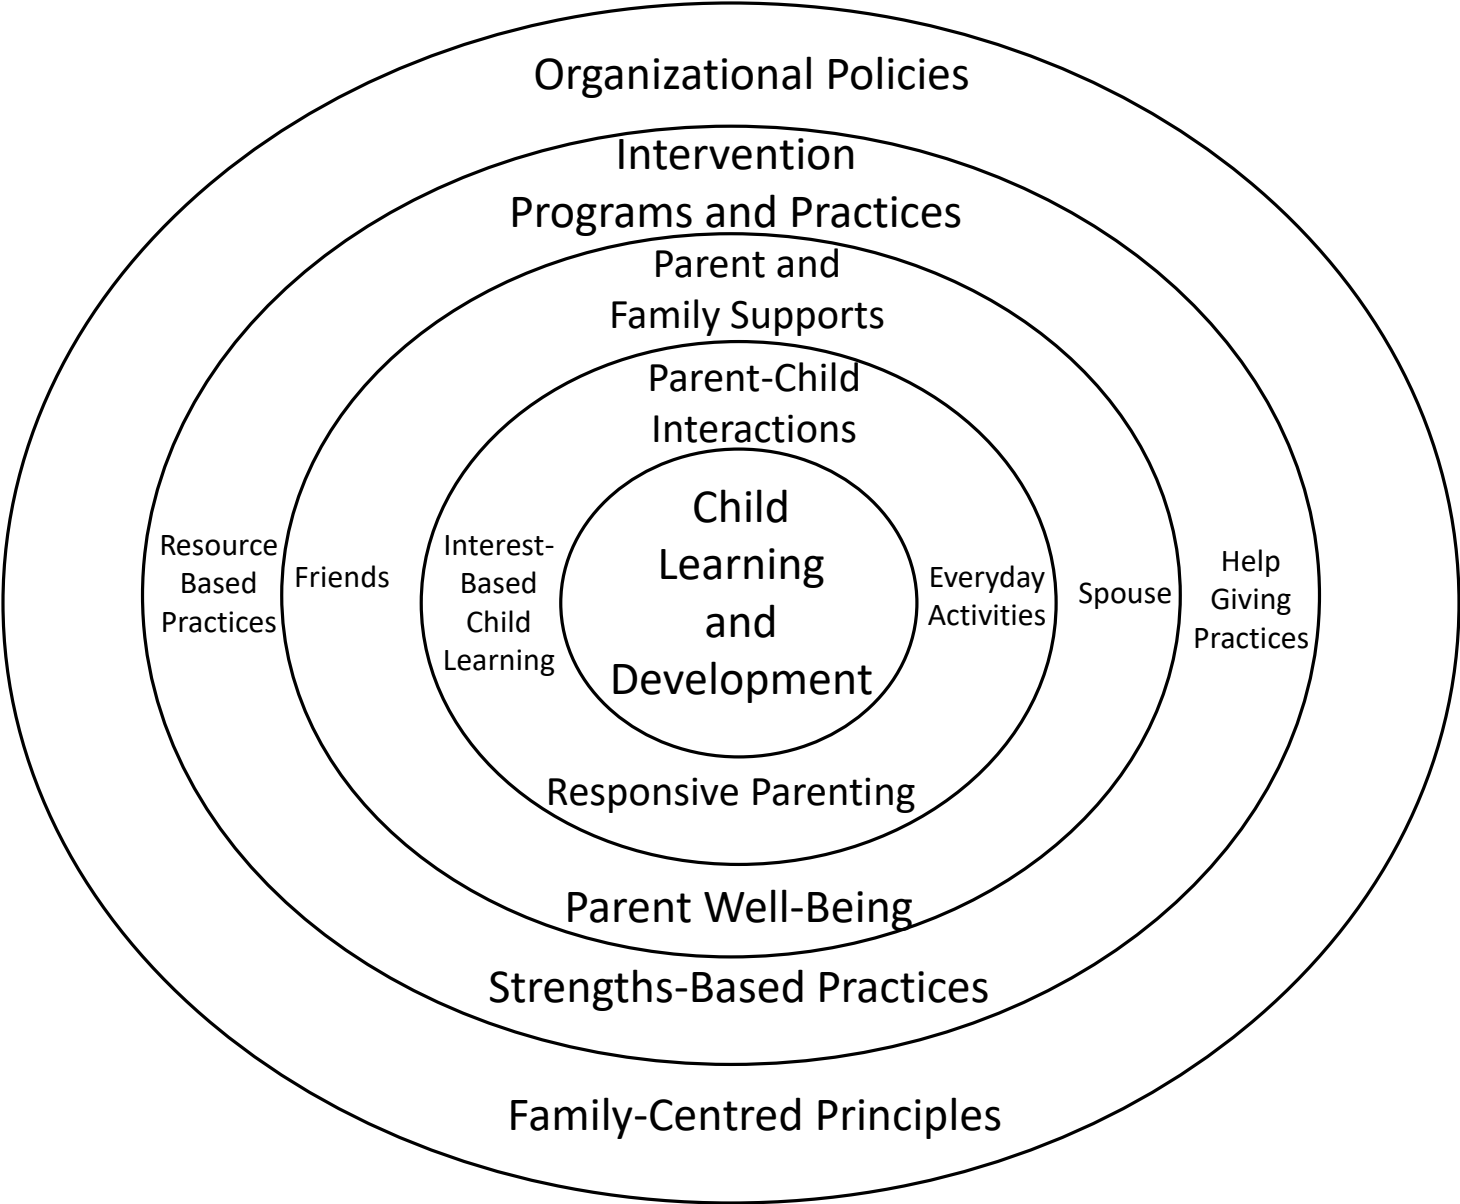 Organizational Policies
Intervention
Programs and Practices
Parent and
Family Supports
Parent-Child
Interactions
Child
Learning
and
Development
Resource
Based
Practices
Friends
Interest-
Based
Child
Learning
Everyday
Activities
Spouse
Help
Giving
Practices
Responsive Parenting
Parent Well-Being
Strengths-Based Practices
Family-Centred Principles